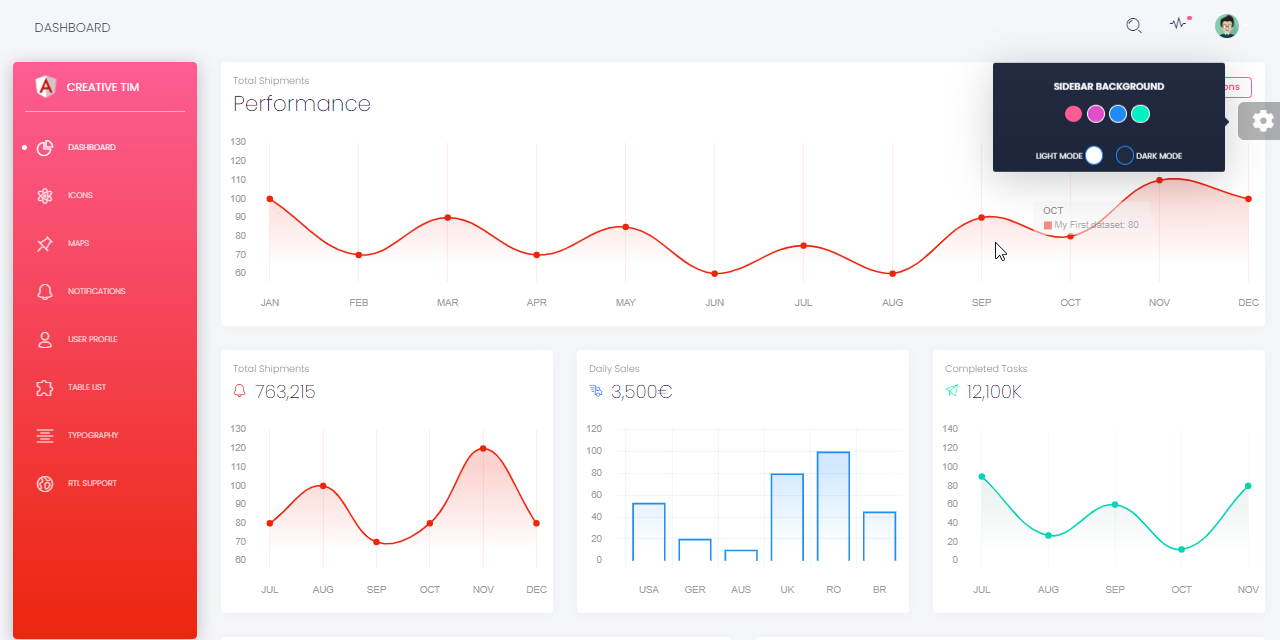 DASHBOARD
CREATIVE TIM
DASHBOARD
ICONS
MAPS
NOTIFICATIONS
USER PROFILE
TABLE LIST
TYPOGRAPHY
RTL SUPPORT
Total Shipments
Performance
SIDEBAR BACKGROUND
LIGHT MODE
DARK MODE
130
120
110
100
90
80
70
60
OCT
My First dataset: 80
JAN FEB MAR APR MAY JUN JUL AUG SEP OCT NOV DEC
Total Shipments
763,215
130
120
110
100
90
80
70
60
JUL AUG SEP OCT NOV DEC
Daily Sales
3,500€
120
100
80
60
40
20
0
USA GER AUS UK RO BR
Completed Tasks
12,100K
140
120
100
80
60
40
20
0
JUL AUG SEP OCT NOV